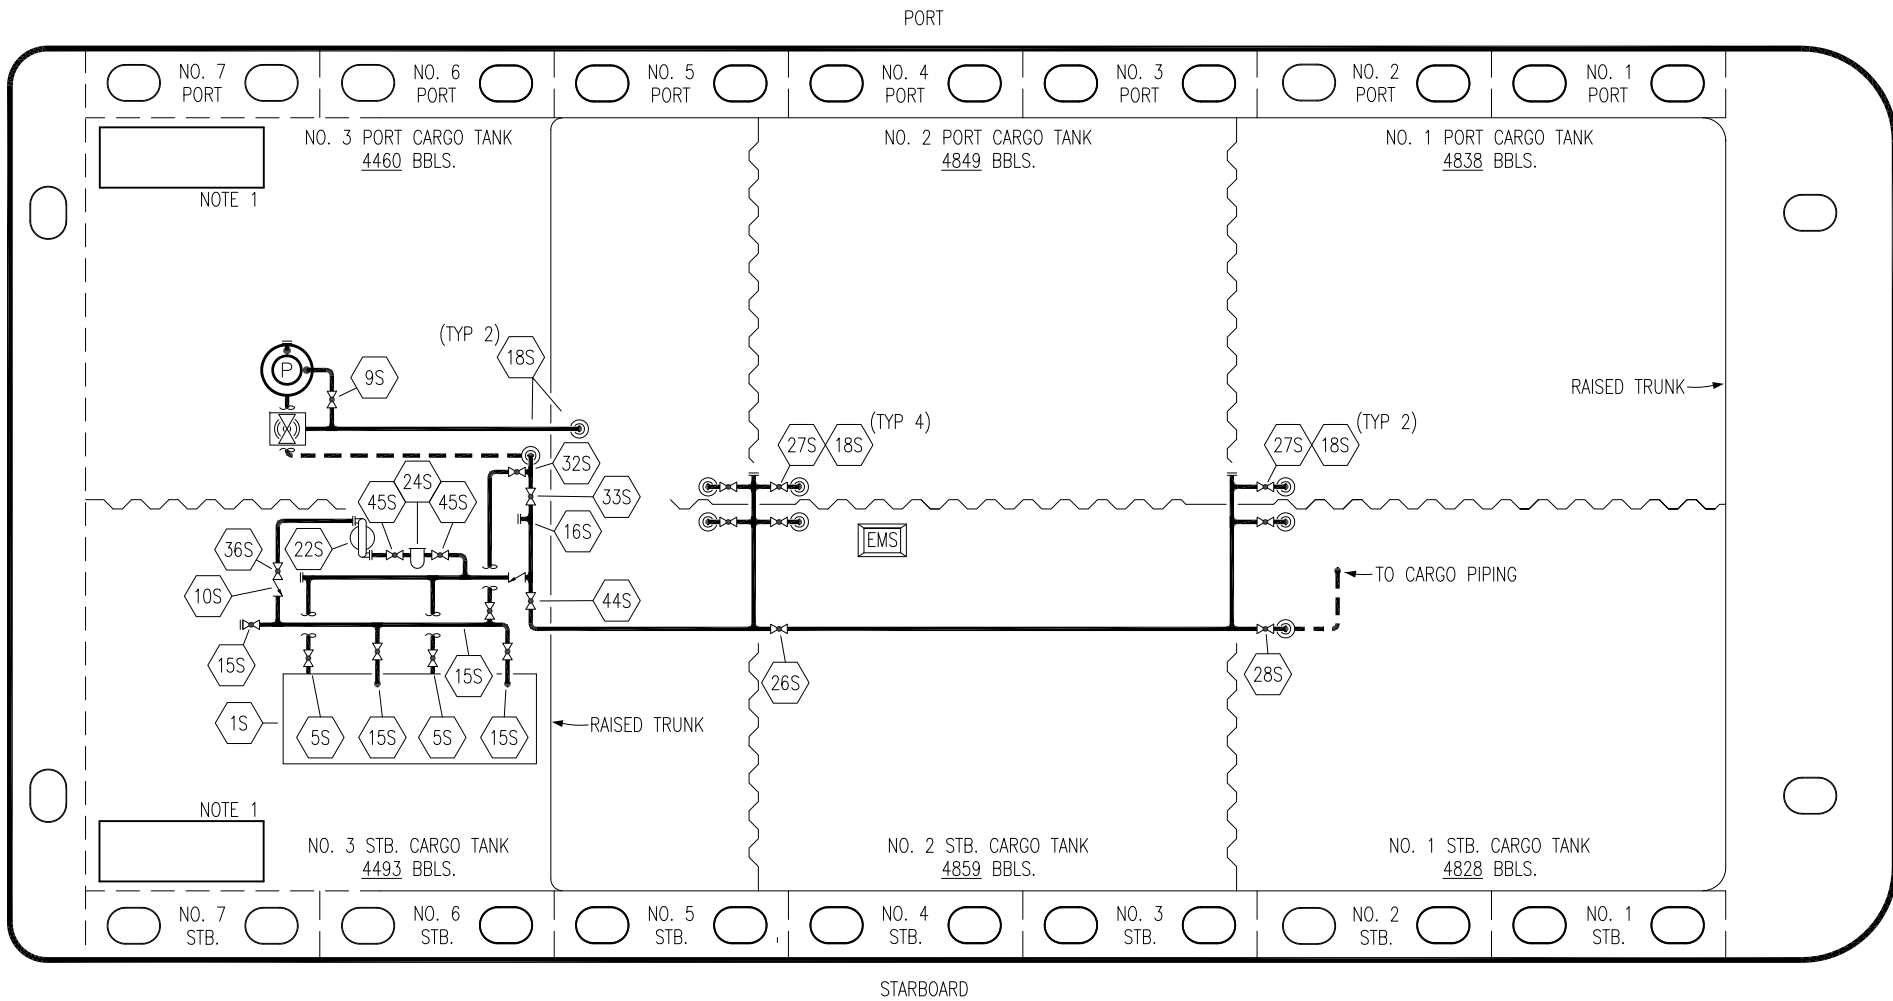 PORT
NO. 7
PORT
NO. 6
PORT
NO. 5
PORT
NO. 4
PORT
NO. 3
PORT
NO. 2
PORT
NO. 1
PORT
NO. 3 PORT CARGO TANK
4460 BBLS.
NO. 2 PORT CARGO TANK
4849 BBLS.
NO. 1 PORT CARGO TANK
4838 BBLS.
NOTE 1
(TYP 2)
18S
P
9S
RAISED TRUNK
(TYP 4)
27S
18S
(TYP 2)
27S
18S
32S
24S
45S
45S
33S
16S
EMS
36S
22S
10S
44S
TO CARGO PIPING
15S
15S
26S
28S
1S
5S
15S
5S
15S
RAISED TRUNK
NOTE 1
NO. 3 STB. CARGO TANK
4493 BBLS.
NO. 2 STB. CARGO TANK
4859 BBLS.
NO. 1 STB. CARGO TANK
4828 BBLS.
NO. 7
STB.
NO. 6
STB.
NO. 5
STB.
NO. 4
STB.
NO. 3
STB.
NO. 2
STB.
NO. 1
STB.
STARBOARD